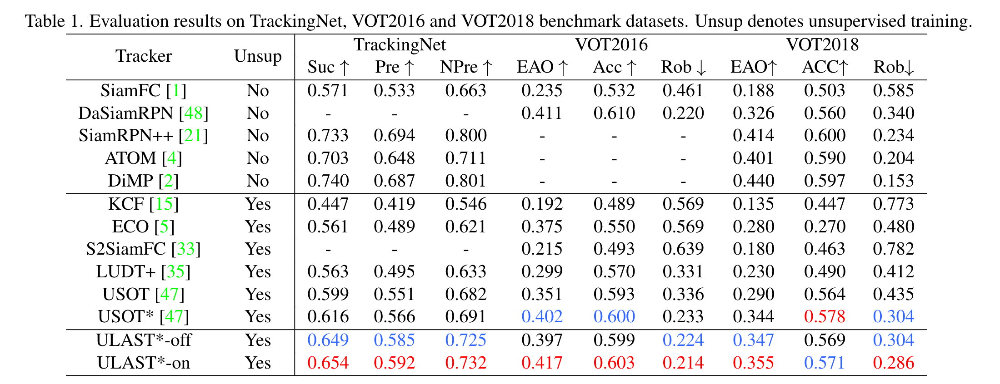 Table 1. Evaluation results on TrackingNet, VOT2016 and VOT2018 benchmark datasets. Unsup denotes unsupervised training.
Tracker Unsup TrackingNet VOT2016 VOT2018
Suc ↑ Pre ↑ NPre ↑ EAO ↑ Acc ↑ Rob ↓ EAO↑ ACC↑ Rob↓
SiamFC [1] No 0.571 0.533 0.663 0.235 0.532 0.461 0.188 0.503 0.585
DaSiamRPN [48] No - - - 0.411 0.610 0.220 0.326 0.560 0.340
SiamRPN++ [21] No 0.733 0.694 0.800 - - - 0.414 0.600 0.234
ATOM [4] No 0.703 0.648 0.711 - - - 0.401 0.590 0.204
DiMP [2] No 0.740 0.687 0.801 - - - 0.440 0.597 0.153
KCF [15] Yes 0.447 0.419 0.546 0.192 0.489 0.569 0.135 0.447 0.773
ECO [5] Yes 0.561 0.489 0.621 0.375 0.550 0.569 0.280 0.270 0.480
S2SiamFC [33] Yes - - - 0.215 0.493 0.639 0.180 0.463 0.782
LUDT+ [35] Yes 0.563 0.495 0.633 0.299 0.570 0.331 0.230 0.490 0.412
USOT [47] Yes 0.599 0.551 0.682 0.351 0.593 0.336 0.290 0.564 0.435
USOT* [47] Yes 0.616 0.566 0.691 0.402 0.600 0.233 0.344 0.578 0.304
ULAST*-off Yes 0.649 0.585 0.725 0.397 0.599 0.224 0.347 0.569 0.304
ULAST*-on Yes 0.654 0.592 0.732 0.417 0.603 0.214 0.355 0.571 0.286